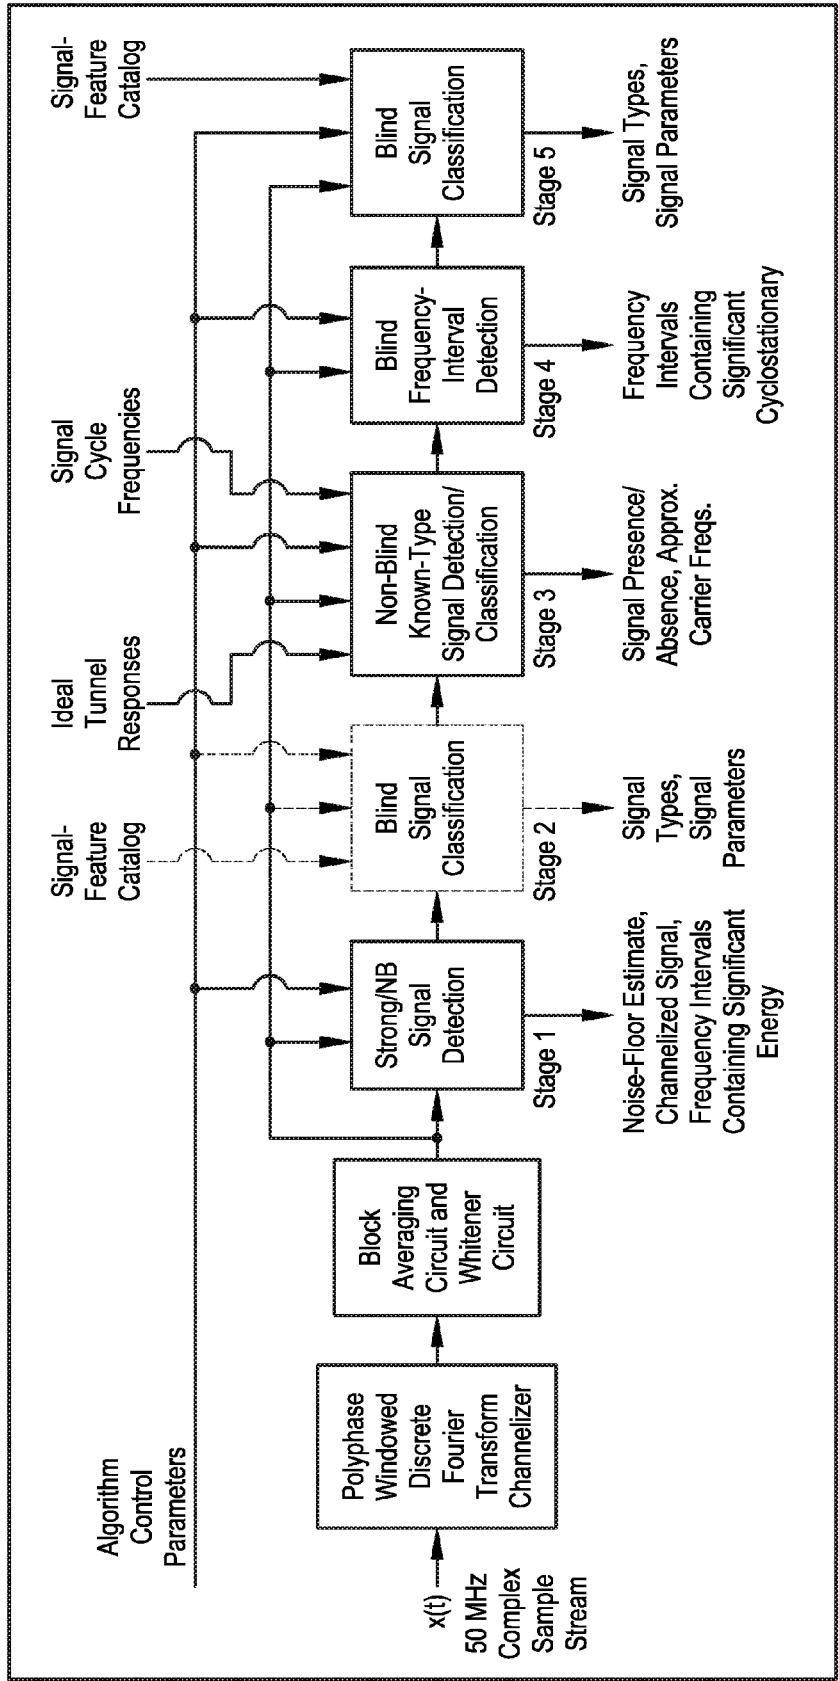 Algorithm
Control
Parameters
Signal-
Feature
Catalog
Ideal
Tunnel
Responses
Signal
Cycle
Frequencies
Signal-
Feature
Catalog
x(t)
50 MHz
Complex
Sample
Stream
Polyphase
Windowed
Discrete
Fourier
Transform
Channelizer
Block
Averaging
Circuit and
Whitener
Circuit
Strong/NB
Signal
Detection
Stage 1
Blind
Signal
Classification
Stage 2
Non-Blind
Known-Type
Signal Detection/
Classification
Stage 3
Blind
Frequency-
Interval
Detection
Stage 4
Blind
Signal
Classification
Stage 5
Noise-Floor Estimate,
Channelized Signal,
Frequency Intervals
Containing Significant
Energy
Signal
Types,
Signal
Parameters
Signal Presence/
Absence, Approx.
Carrier Freqs.
Frequency
Intervals
Containing
Significant
Cyclostationary
Signal Types,
Signal Parameters